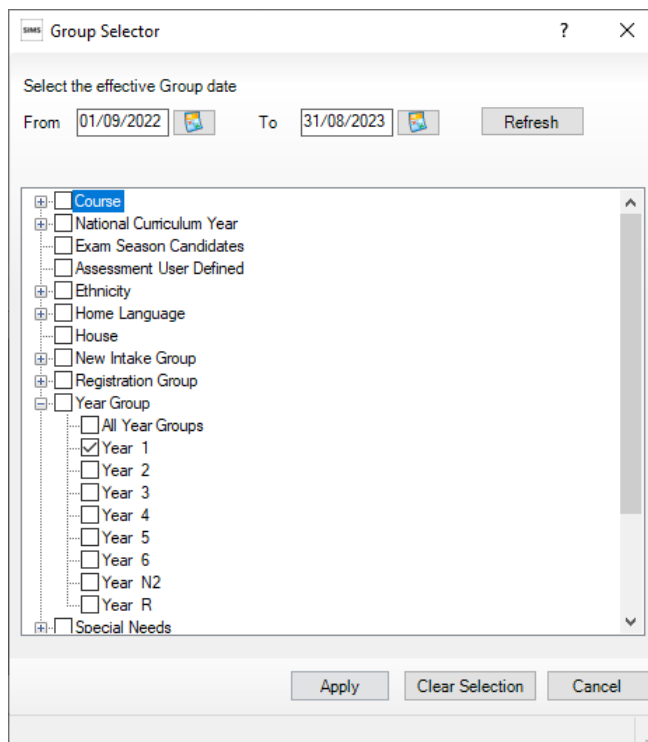 SIMS Group Selector ?
Select the effective Group date
From 01/09/2022 To 31/08/2023 Refresh
Course
National Curriculum Year
Exam Season Candidates
Assessment User Defined
Ethnicity
Home Language
House
New Intake Group
Registration Group
Year Group
All Year Groups
Year 1
Year 2
Year 3
Year 4
Year 5
Year 6
Year N2
Year R
Special Needs
Apply Clear Selection Cancel